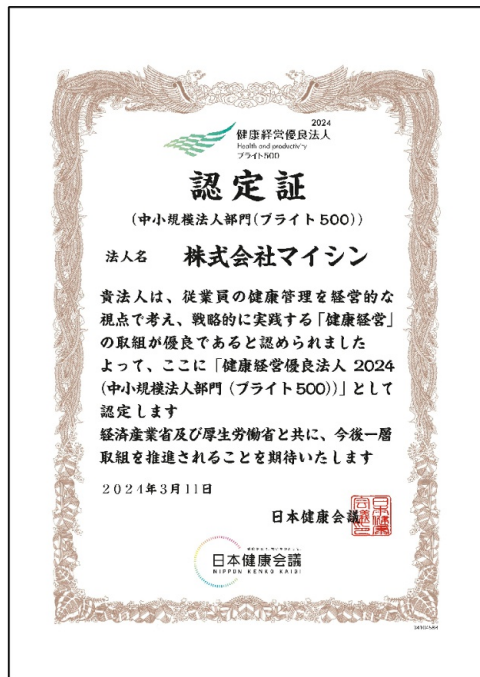 2024
健康経営優良法人
Health and productivity
ブライト500
認定証
(中小規模法人部門(ブライト500))
法人名 株式会社マイシン
貴法人は、従業員の健康管理を経営的な
視点で考え、戦略的に実践する「健康経営」
の取組が優良であると認められました
よって、ここに「健康経営優良法人 2024
(中小規模法人部門(ブライト500))」として
認定します
経済産業省及び厚生労働省と共に、今後一層
取組を推進されることを期待いたします
2024年3月11日
日本健康会議
日本健康会議
NIPPON KENKO KAIGI